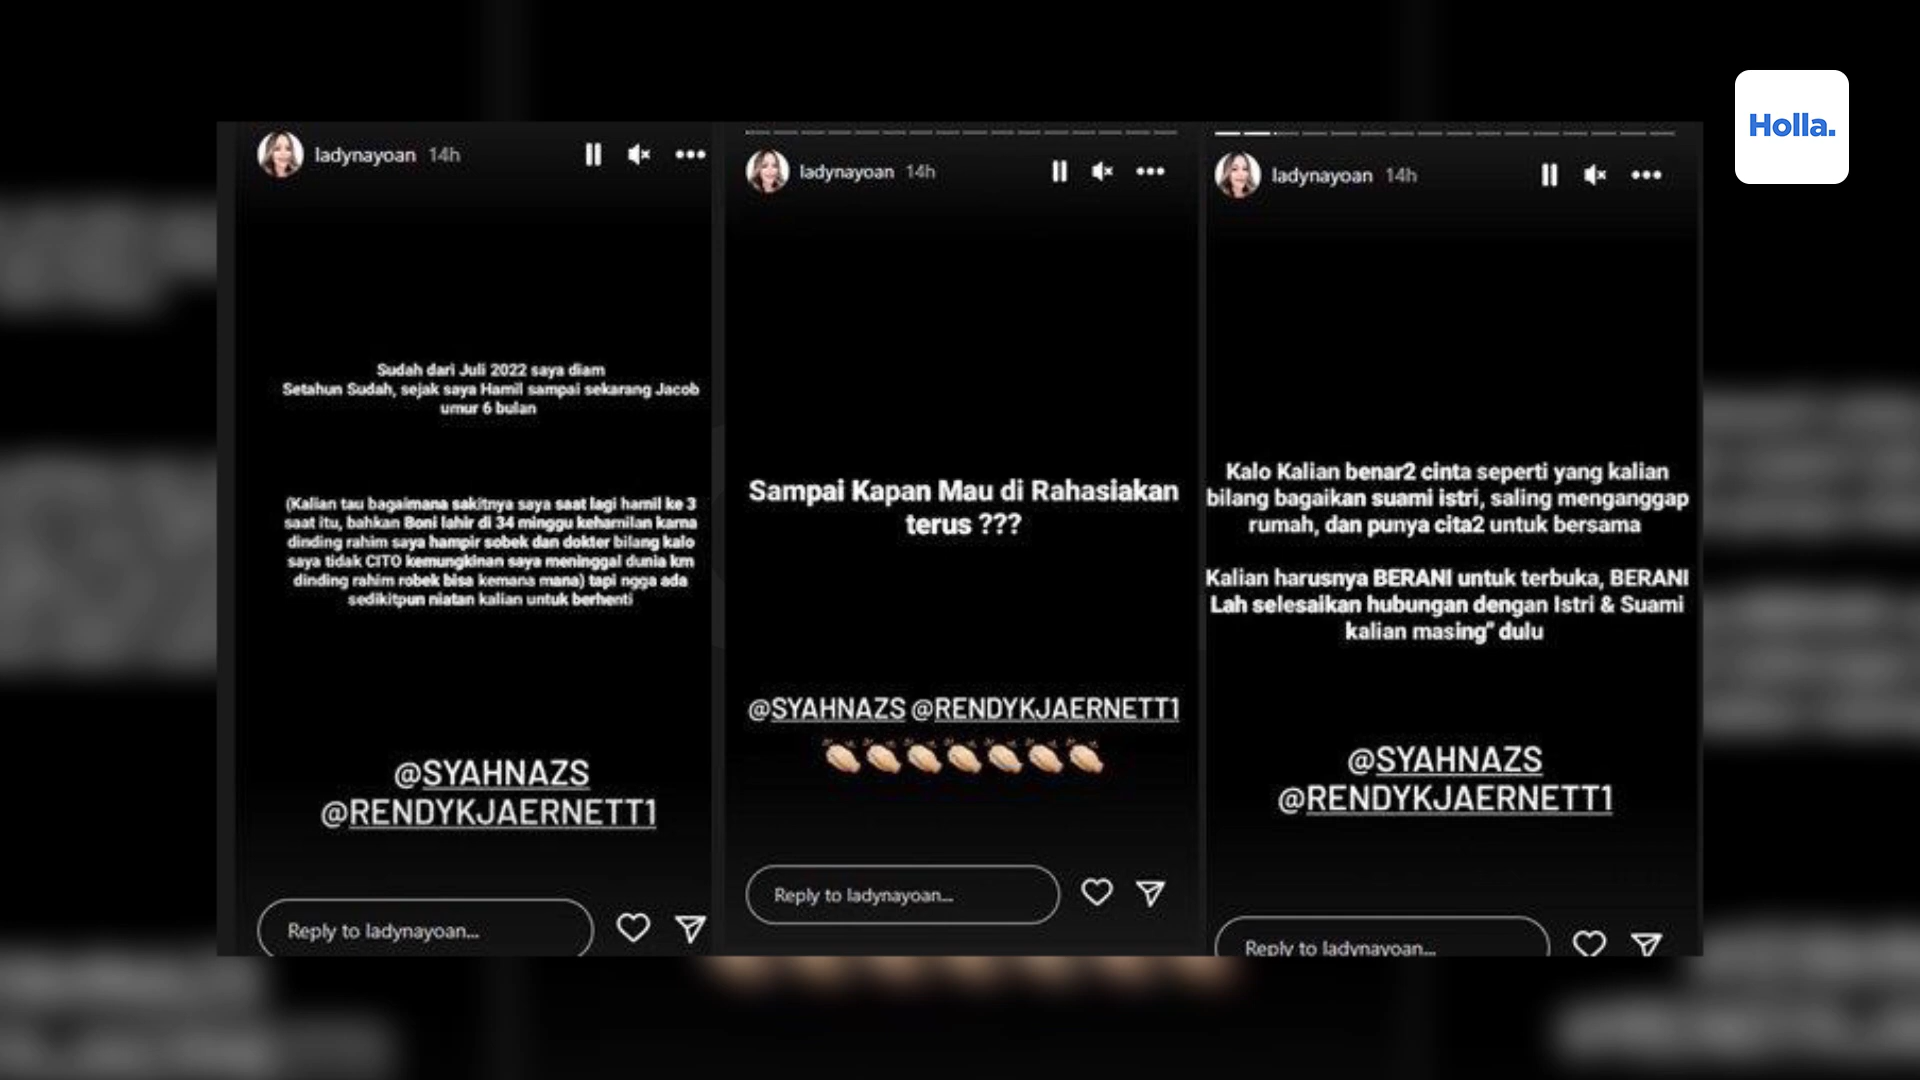 Holla.
ladynayoan 14h
Sudah dari Juli 2022 saya diam
Setahun Sudah, sejak saya Hamil sampai sekarang Jacob
umur 6 bulan
(Kalian tau bagaimana sakitnya saya saat lagi hamil ke 3
saat itu, bahkan Boni lahir di 34 minggu kehamilan karna
dinding rahim saya hampir sobek dan dokter bilang kalo
saya tidak CITO kemungkinan saya meninggal dunia krn
dinding rahim robek bisa kemana mana) tapi ngga ada
sedikitpun niatan kalian untuk berhenti
@SYAHNAZS
@RENDYKJAERNETT1
Reply to ladynayoan...
ladynayoan 14h
Sampai Kapan Mau di Rahasiakan
terus ???
@SYAHNAZS @RENDYKJAERNETT1
👏🏻👏🏻👏🏻👏🏻👏🏻👏🏻👏🏻
Reply to ladynayoan...
ladynayoan 14h
Kalo Kalian benar2 cinta seperti yang kalian
bilang bagaikan suami istri, saling menganggap
rumah, dan punya cita2 untuk bersama
Kalian harusnya BERANI untuk terbuka, BERANI
Lah selesaikan hubungan dengan Istri & Suami
kalian masing" dulu
@SYAHNAZS
@RENDYKJAERNETT1
Reply to ladynayoan...